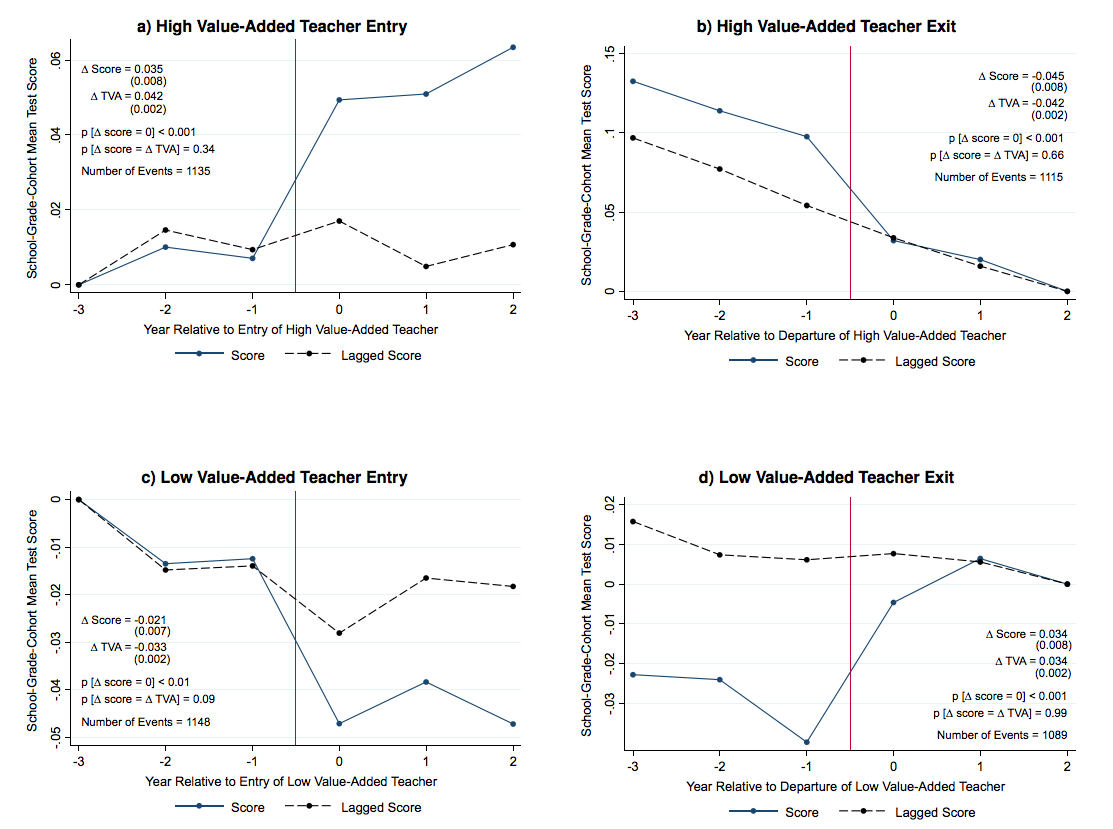 a) High Value-Added Teacher Entry
School-Grade-Cohort Mean Test Score
.06
.04
.02
0
Δ Score = 0.035
(0.008)
Δ TVA = 0.042
(0.002)
p [Δ score = 0] < 0.001
p [Δ score = Δ TVA] = 0.34
Number of Events = 1135
-3 -2 -1 0 1 2
Year Relative to Entry of High Value-Added Teacher
Score Lagged Score
b) High Value-Added Teacher Exit
School-Grade-Cohort Mean Test Score
.15
.1
.05
0
Δ Score = -0.045
(0.008)
Δ TVA = -0.042
(0.002)
p [Δ score = 0] < 0.001
p [Δ score = Δ TVA] = 0.66
Number of Events = 1115
-3 -2 -1 0 1 2
Year Relative to Departure of High Value-Added Teacher
Score Lagged Score
c) Low Value-Added Teacher Entry
School-Grade-Cohort Mean Test Score
0
-.01
-.02
-.03
-.04
-.05
Δ Score = -0.021
(0.007)
Δ TVA = -0.033
(0.002)
p [Δ score = 0] < 0.01
p [Δ score = Δ TVA] = 0.09
Number of Events = 1148
-3 -2 -1 0 1 2
Year Relative to Entry of Low Value-Added Teacher
Score Lagged Score
d) Low Value-Added Teacher Exit
School-Grade-Cohort Mean Test Score
.02
.01
0
-.01
-.02
-.03
Δ Score = 0.034
(0.008)
Δ TVA = 0.034
(0.002)
p [Δ score = 0] < 0.001
p [Δ score = Δ TVA] = 0.99
Number of Events = 1089
-3 -2 -1 0 1 2
Year Relative to Departure of Low Value-Added Teacher
Score Lagged Score